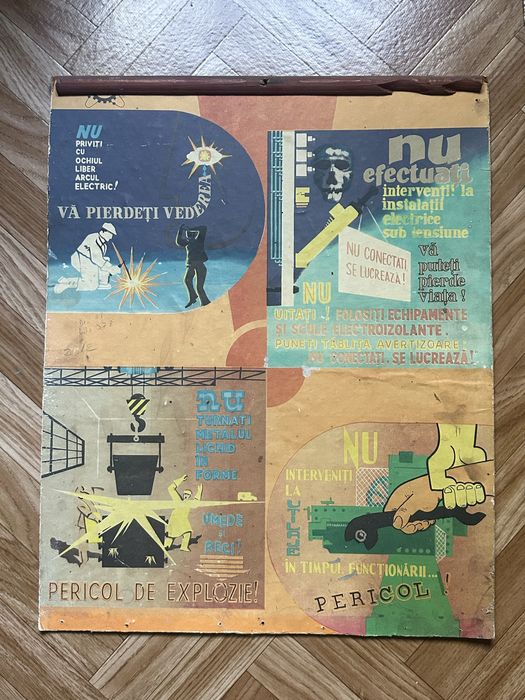 NU
PRIVIȚI
CU
OCHIUL
LIBER
ARCUL
ELECTRIC!
VĂ PIERDEȚI VEDEREA!
nu
efectuați
intervenții la
instalații
electrice
sub tensiune
vă
puteți
pierde
viața!
NU CONECTAȚI
SE LUCREAZĂ!
NU
UITAȚI..! FOLOSIȚI ECHIPAMENTE
ȘI SCULE ELECTROIZOLANTE.
PUNEȚI TĂBLIȚA AVERTIZOARE:
NU CONECTAȚI. SE LUCREAZĂ!
nu
TURNAȚI
METALUL
LICHID
ÎN
FORME
UMEDE
și
RECI!
PERICOL DE EXPLOZIE!
NU
INTERVENIȚI
LA
UTILAJE
ÎN TIMPUL FUNCȚIONĂRII...
PERICOL!